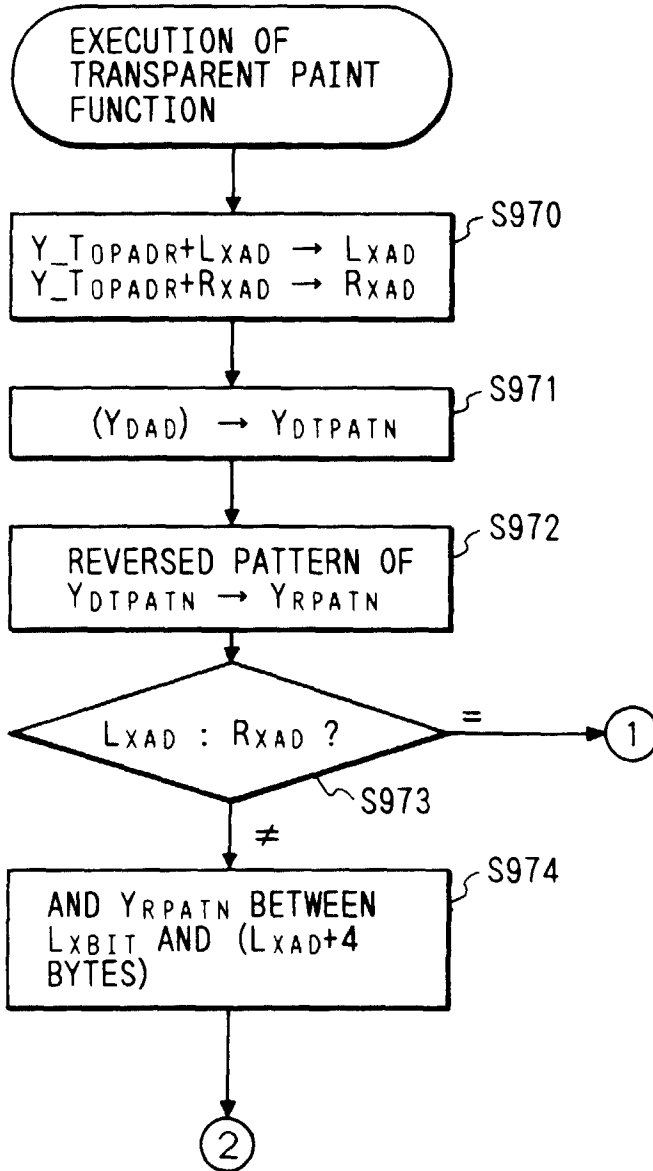 EXECUTION OF
TRANSPARENT PAINT
FUNCTION
S970
Y_TOPADR+LXAD → LXAD
Y_TOPADR+RXAD → RXAD
S971
(YDAD) → YDTPATN
S972
REVERSED PATTERN OF
YDTPATN → YRPATN
LXAD : RXAD ?
=
1
S973
≠
S974
AND YRPATN BETWEEN
LXBIT AND (LXAD+4
BYTES)
2